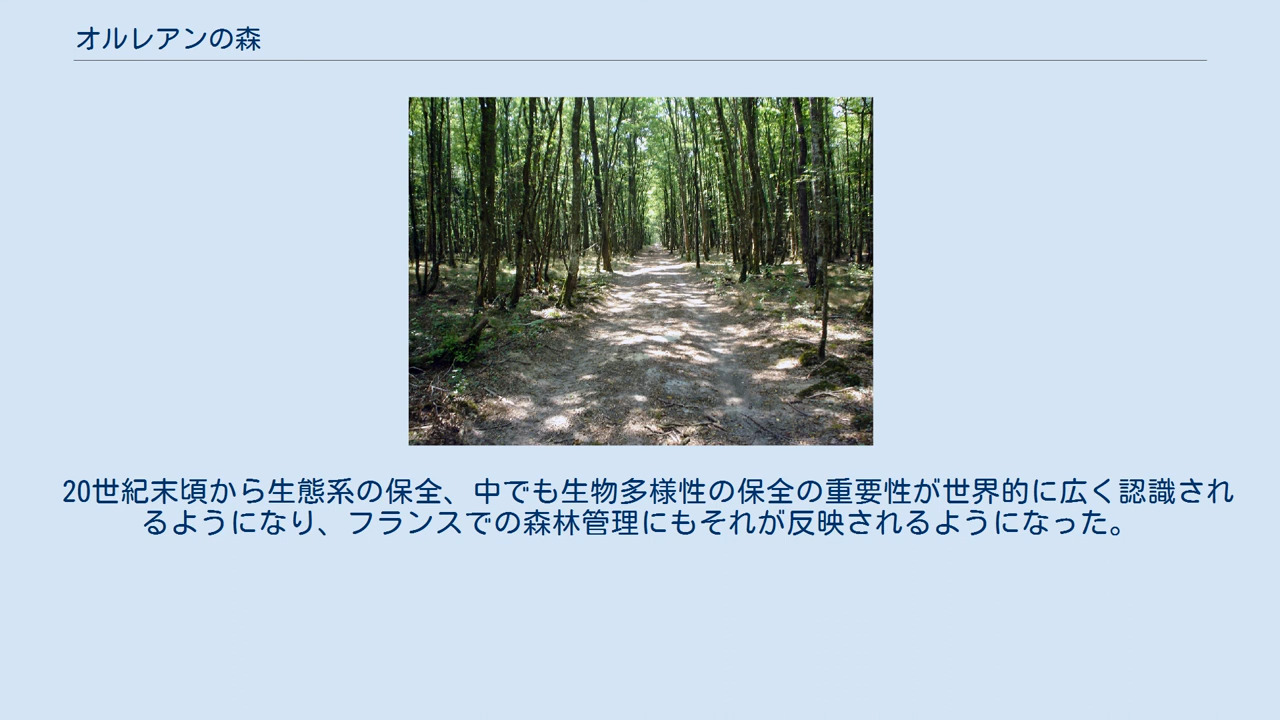 オルレアンの森
20世紀末頃から生態系の保全、中でも生物多様性の保全の重要性が世界的に広く認識され
るようになり、フランスでの森林管理にもそれが反映されるようになった。